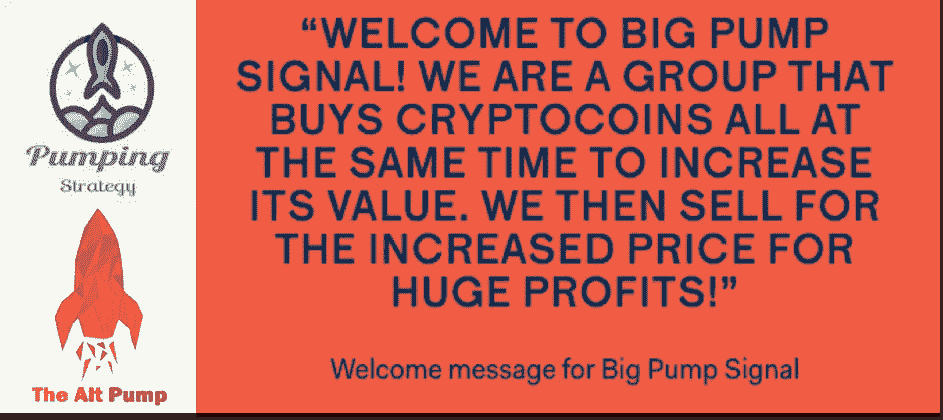 Pumping
Strategy
The Alt Pump
“WELCOME TO BIG PUMP
SIGNAL! WE ARE A GROUP THAT
BUYS CRYPTOCOINS ALL AT
THE SAME TIME TO INCREASE
ITS VALUE. WE THEN SELL FOR
THE INCREASED PRICE FOR
HUGE PROFITS!”
Welcome message for Big Pump Signal